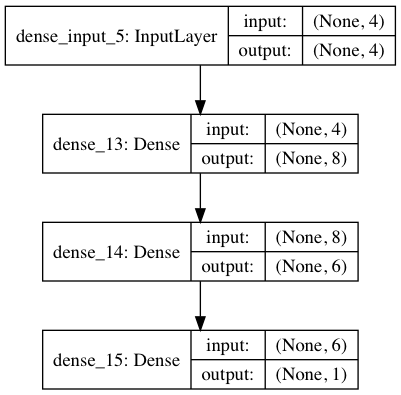 dense_input_5: InputLayer
input: (None, 4)
output: (None, 4)
dense_13: Dense
input: (None, 4)
output: (None, 8)
dense_14: Dense
input: (None, 8)
output: (None, 6)
dense_15: Dense
input: (None, 6)
output: (None, 1)